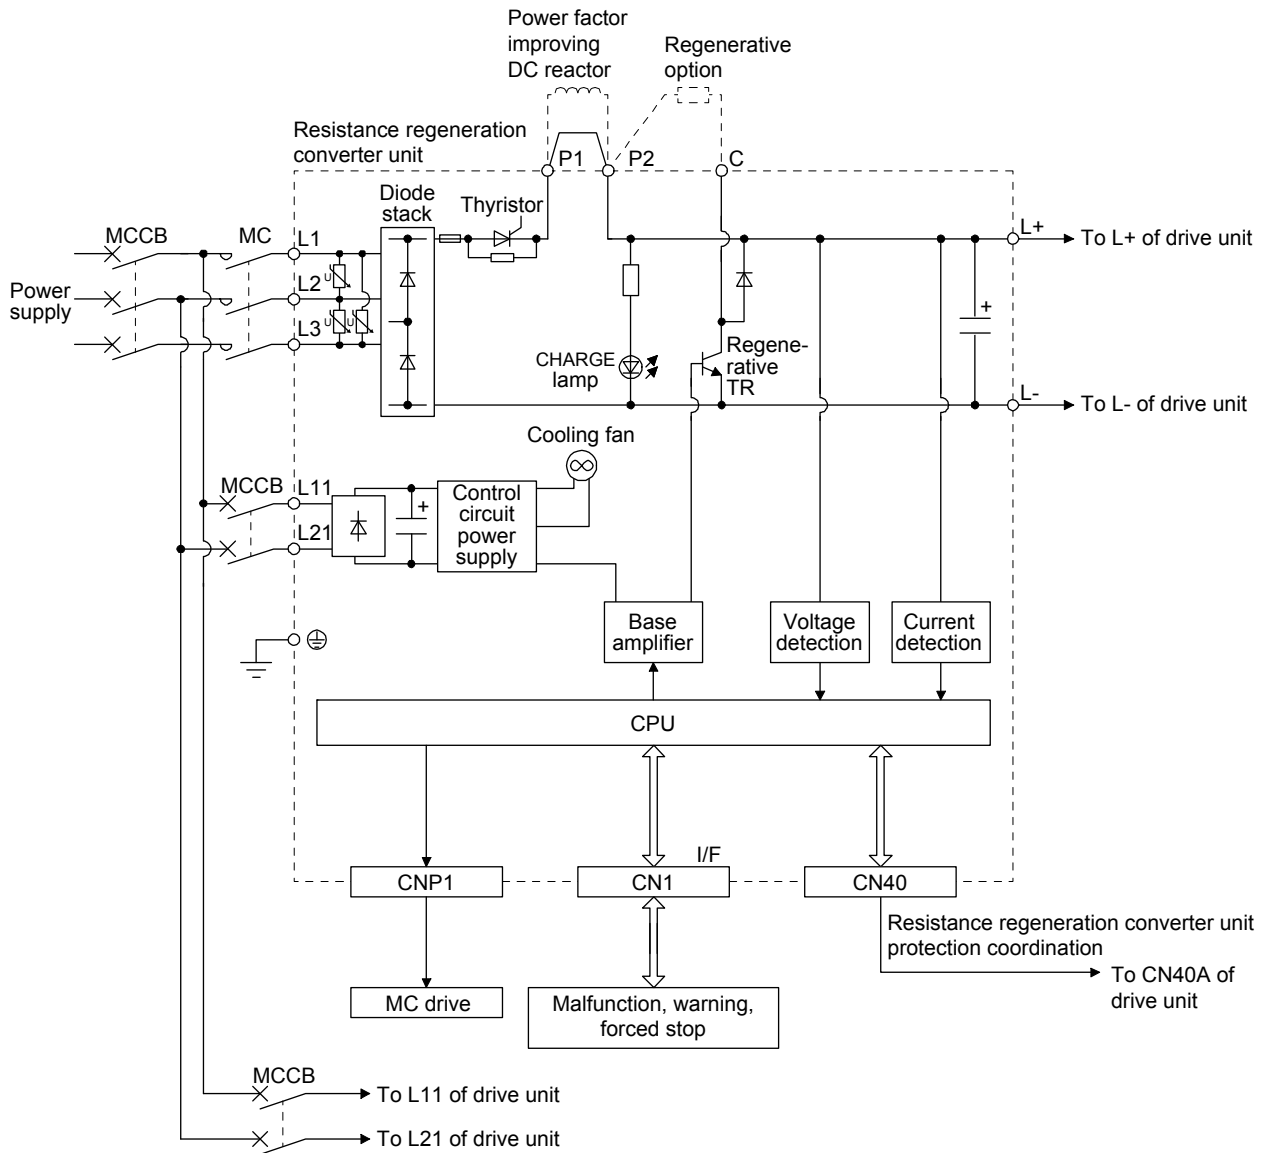 Power factor
improving
DC reactor
Regenerative
option
Resistance regeneration
converter unit
P1
P2
C
Diode
stack
Thyristor
MCCB
MC
L1
L+
To L+ of drive unit
Power
supply
L2
U
+
L3
U
U
CHARGE
lamp
Regene-
rative
TR
L-
To L- of drive unit
Cooling fan
MCCB
L11
+
Control
circuit
power
supply
L21
Base
amplifier
Voltage
detection
Current
detection
CPU
I/F
CNP1
CN1
CN40
Resistance regeneration converter unit
protection coordination
To CN40A of
drive unit
MC drive
Malfunction, warning,
forced stop
MCCB
To L11 of drive unit
To L21 of drive unit